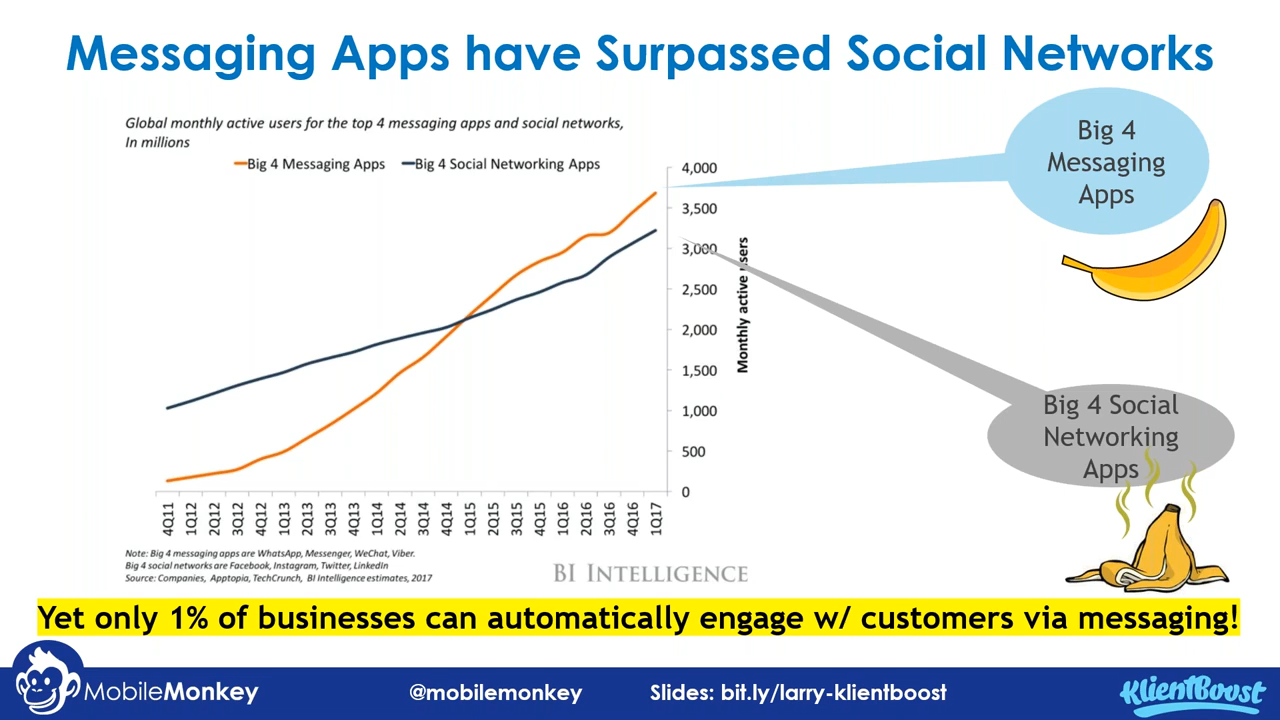 Messaging Apps have Surpassed Social Networks
Global monthly active users for the top 4 messaging apps and social networks,
In millions
Big 4 Messaging Apps
Big 4 Social Networking Apps
4,000
3,500
3,000
2,500
2,000
1,500
1,000
500
0
Monthly active users
4Q11
1Q12
2Q12
3Q12
4Q12
1Q13
2Q13
3Q13
4Q13
1Q14
2Q14
3Q14
4Q14
1Q15
2Q15
3Q15
4Q15
1Q16
2Q16
3Q16
4Q16
1Q17
Big 4
Messaging
Apps
Big 4 Social
Networking
Apps
Note: Big 4 messaging apps are WhatsApp, Messenger, WeChat, Viber.
Big 4 social networks are Facebook, Instagram, Twitter, LinkedIn
Source: Companies, Apptopia, TechCrunch, BI Intelligence estimates, 2017
BI INTELLIGENCE
Yet only 1% of businesses can automatically engage w/ customers via messaging!
MobileMonkey
@mobilemonkey
Slides: bit.ly/larry-klientboost
KlientBoost